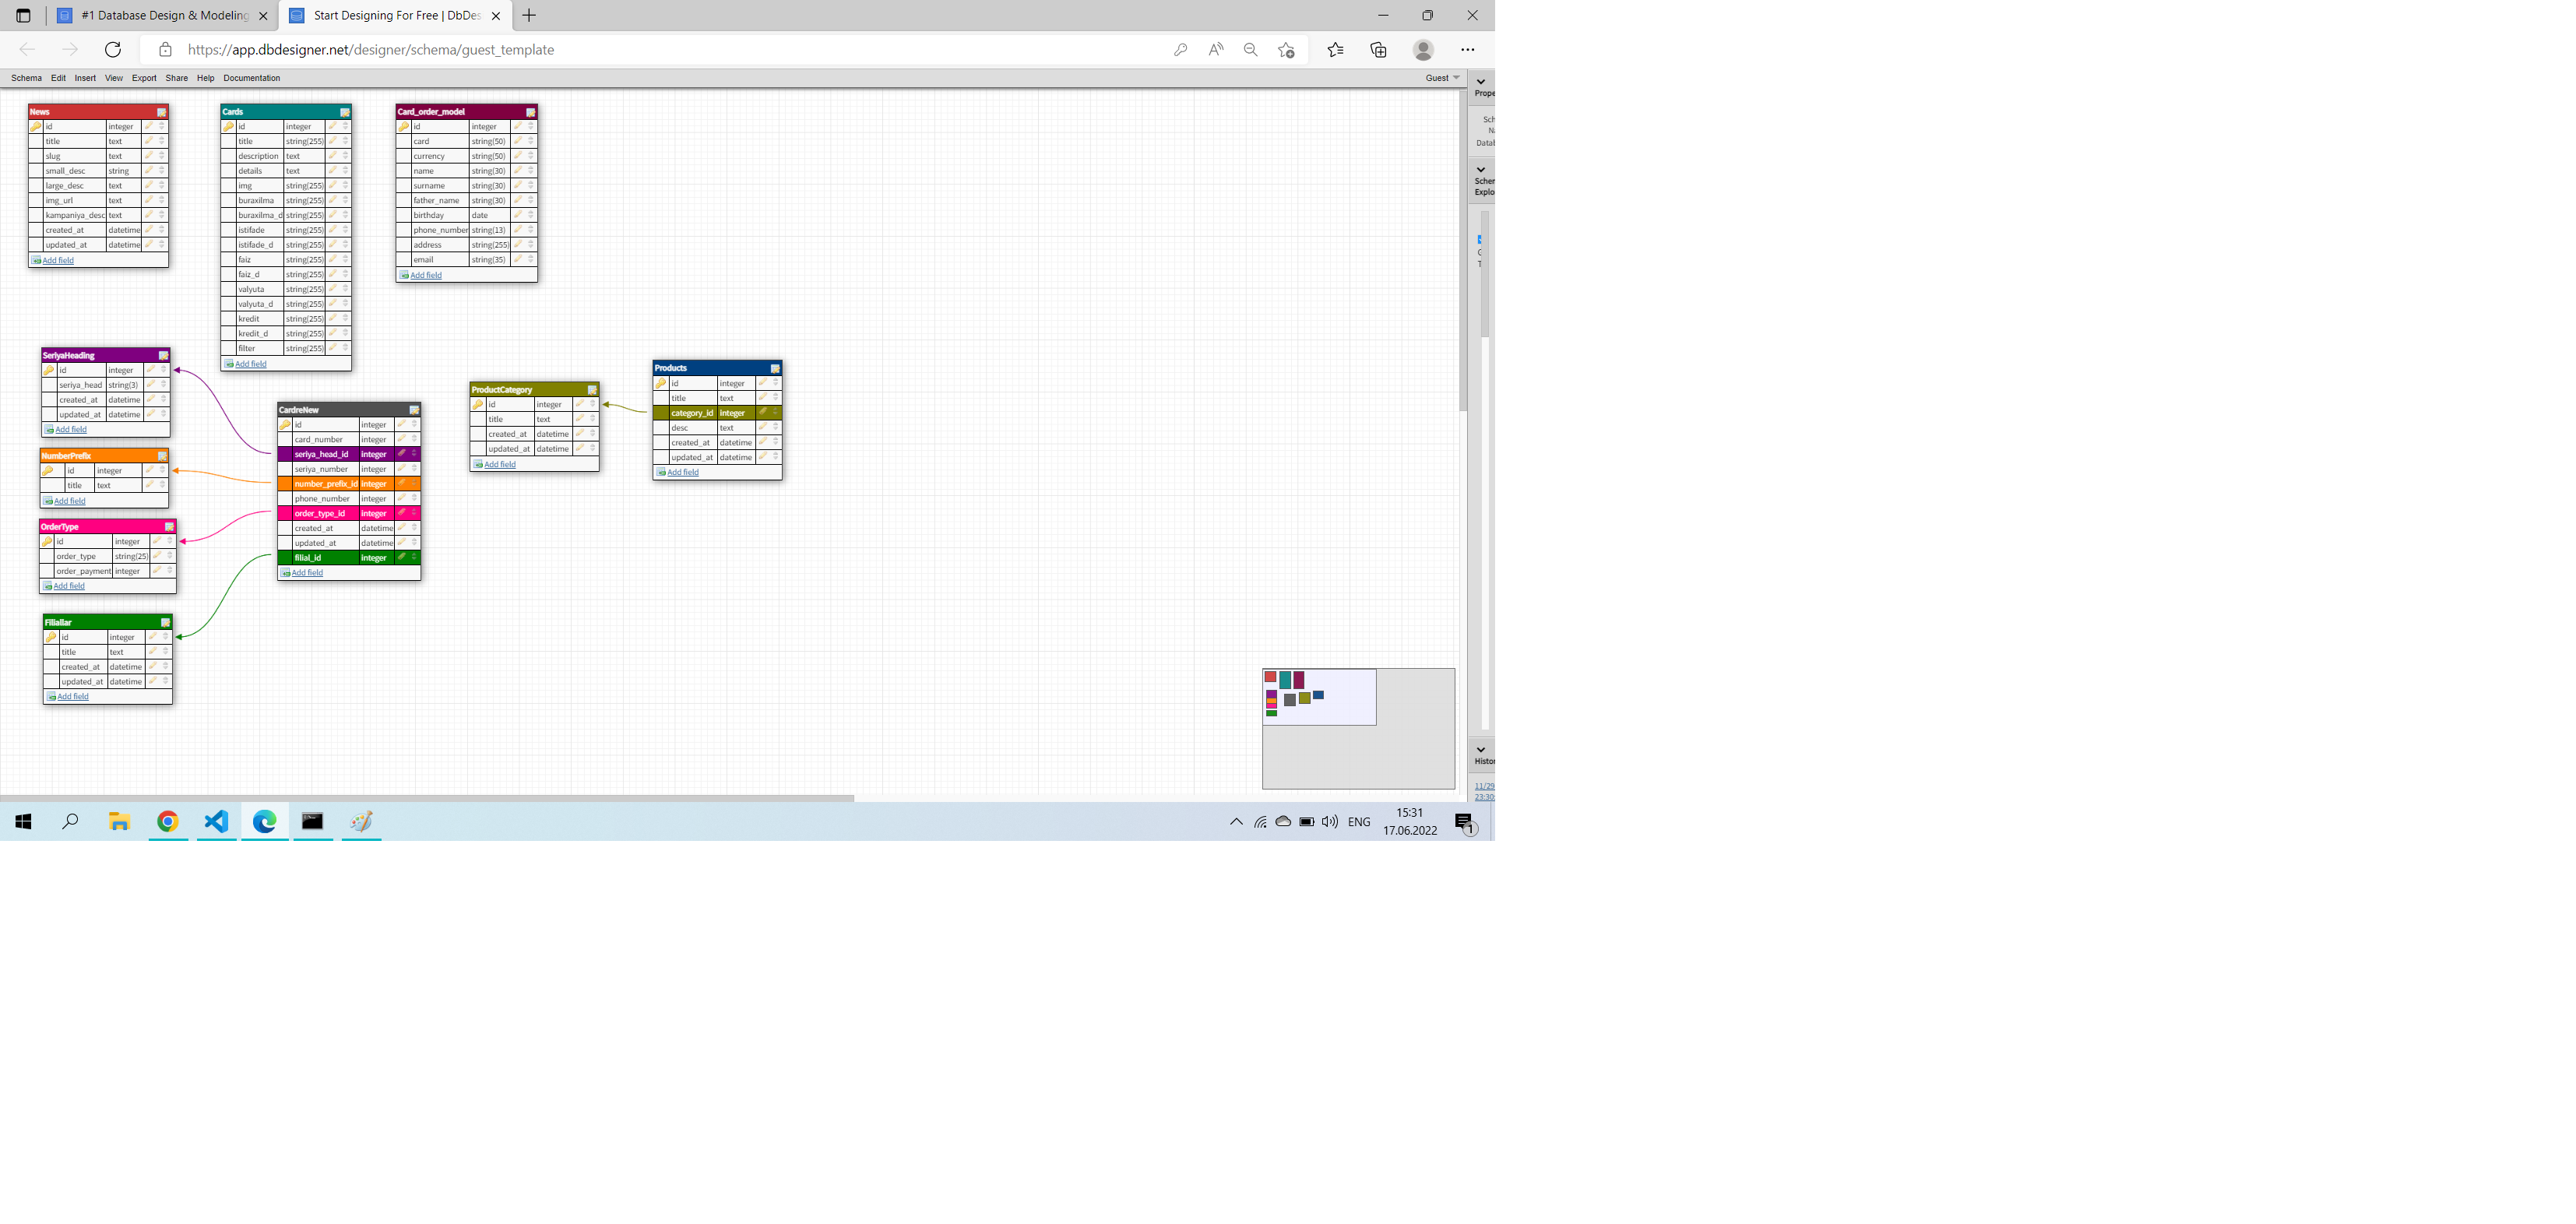 #1 Database Design & Modeling
Start Designing For Free | DbDes
https://app.dbdesigner.net/designer/schema/guest_template
Schema Edit Insert View Export Share Help Documentation
Guest
News
id integer
title text
slug text
small_desc string
large_desc text
img_url text
kampaniya_desc text
created_at datetime
updated_at datetime
Add field
Cards
id integer
title string(255)
description text
details text
img string(255)
buraxilma string(255)
buraxilma_d string(255)
istifade string(255)
istifade_d string(255)
faiz string(255)
faiz_d string(255)
valyuta string(255)
valyuta_d string(255)
kredit string(255)
kredit_d string(255)
filter string(255)
Add field
Card_order_model
id integer
card string(50)
currency string(50)
name string(30)
surname string(30)
father_name string(30)
birthday date
phone_number string(13)
address string(255)
email string(35)
Add field
SeriyaHeading
id integer
seriya_head string(3)
created_at datetime
updated_at datetime
Add field
NumberPrefix
id integer
title text
Add field
OrderType
id integer
order_type string(25)
order_payment integer
Add field
Filiallar
id integer
title text
created_at datetime
updated_at datetime
Add field
CardreNew
id integer
card_number integer
seriya_head_id integer
seriya_number integer
number_prefix_id integer
phone_number integer
order_type_id integer
created_at datetime
updated_at datetime
filial_id integer
Add field
ProductCategory
id integer
title text
created_at datetime
updated_at datetime
Add field
Products
id integer
title text
category_id integer
desc text
created_at datetime
updated_at datetime
Add field
Prope
Sch
Na
Datab
Schem
Explo
Histor
11/29
23:30:
ENG
15:31
17.06.2022
1